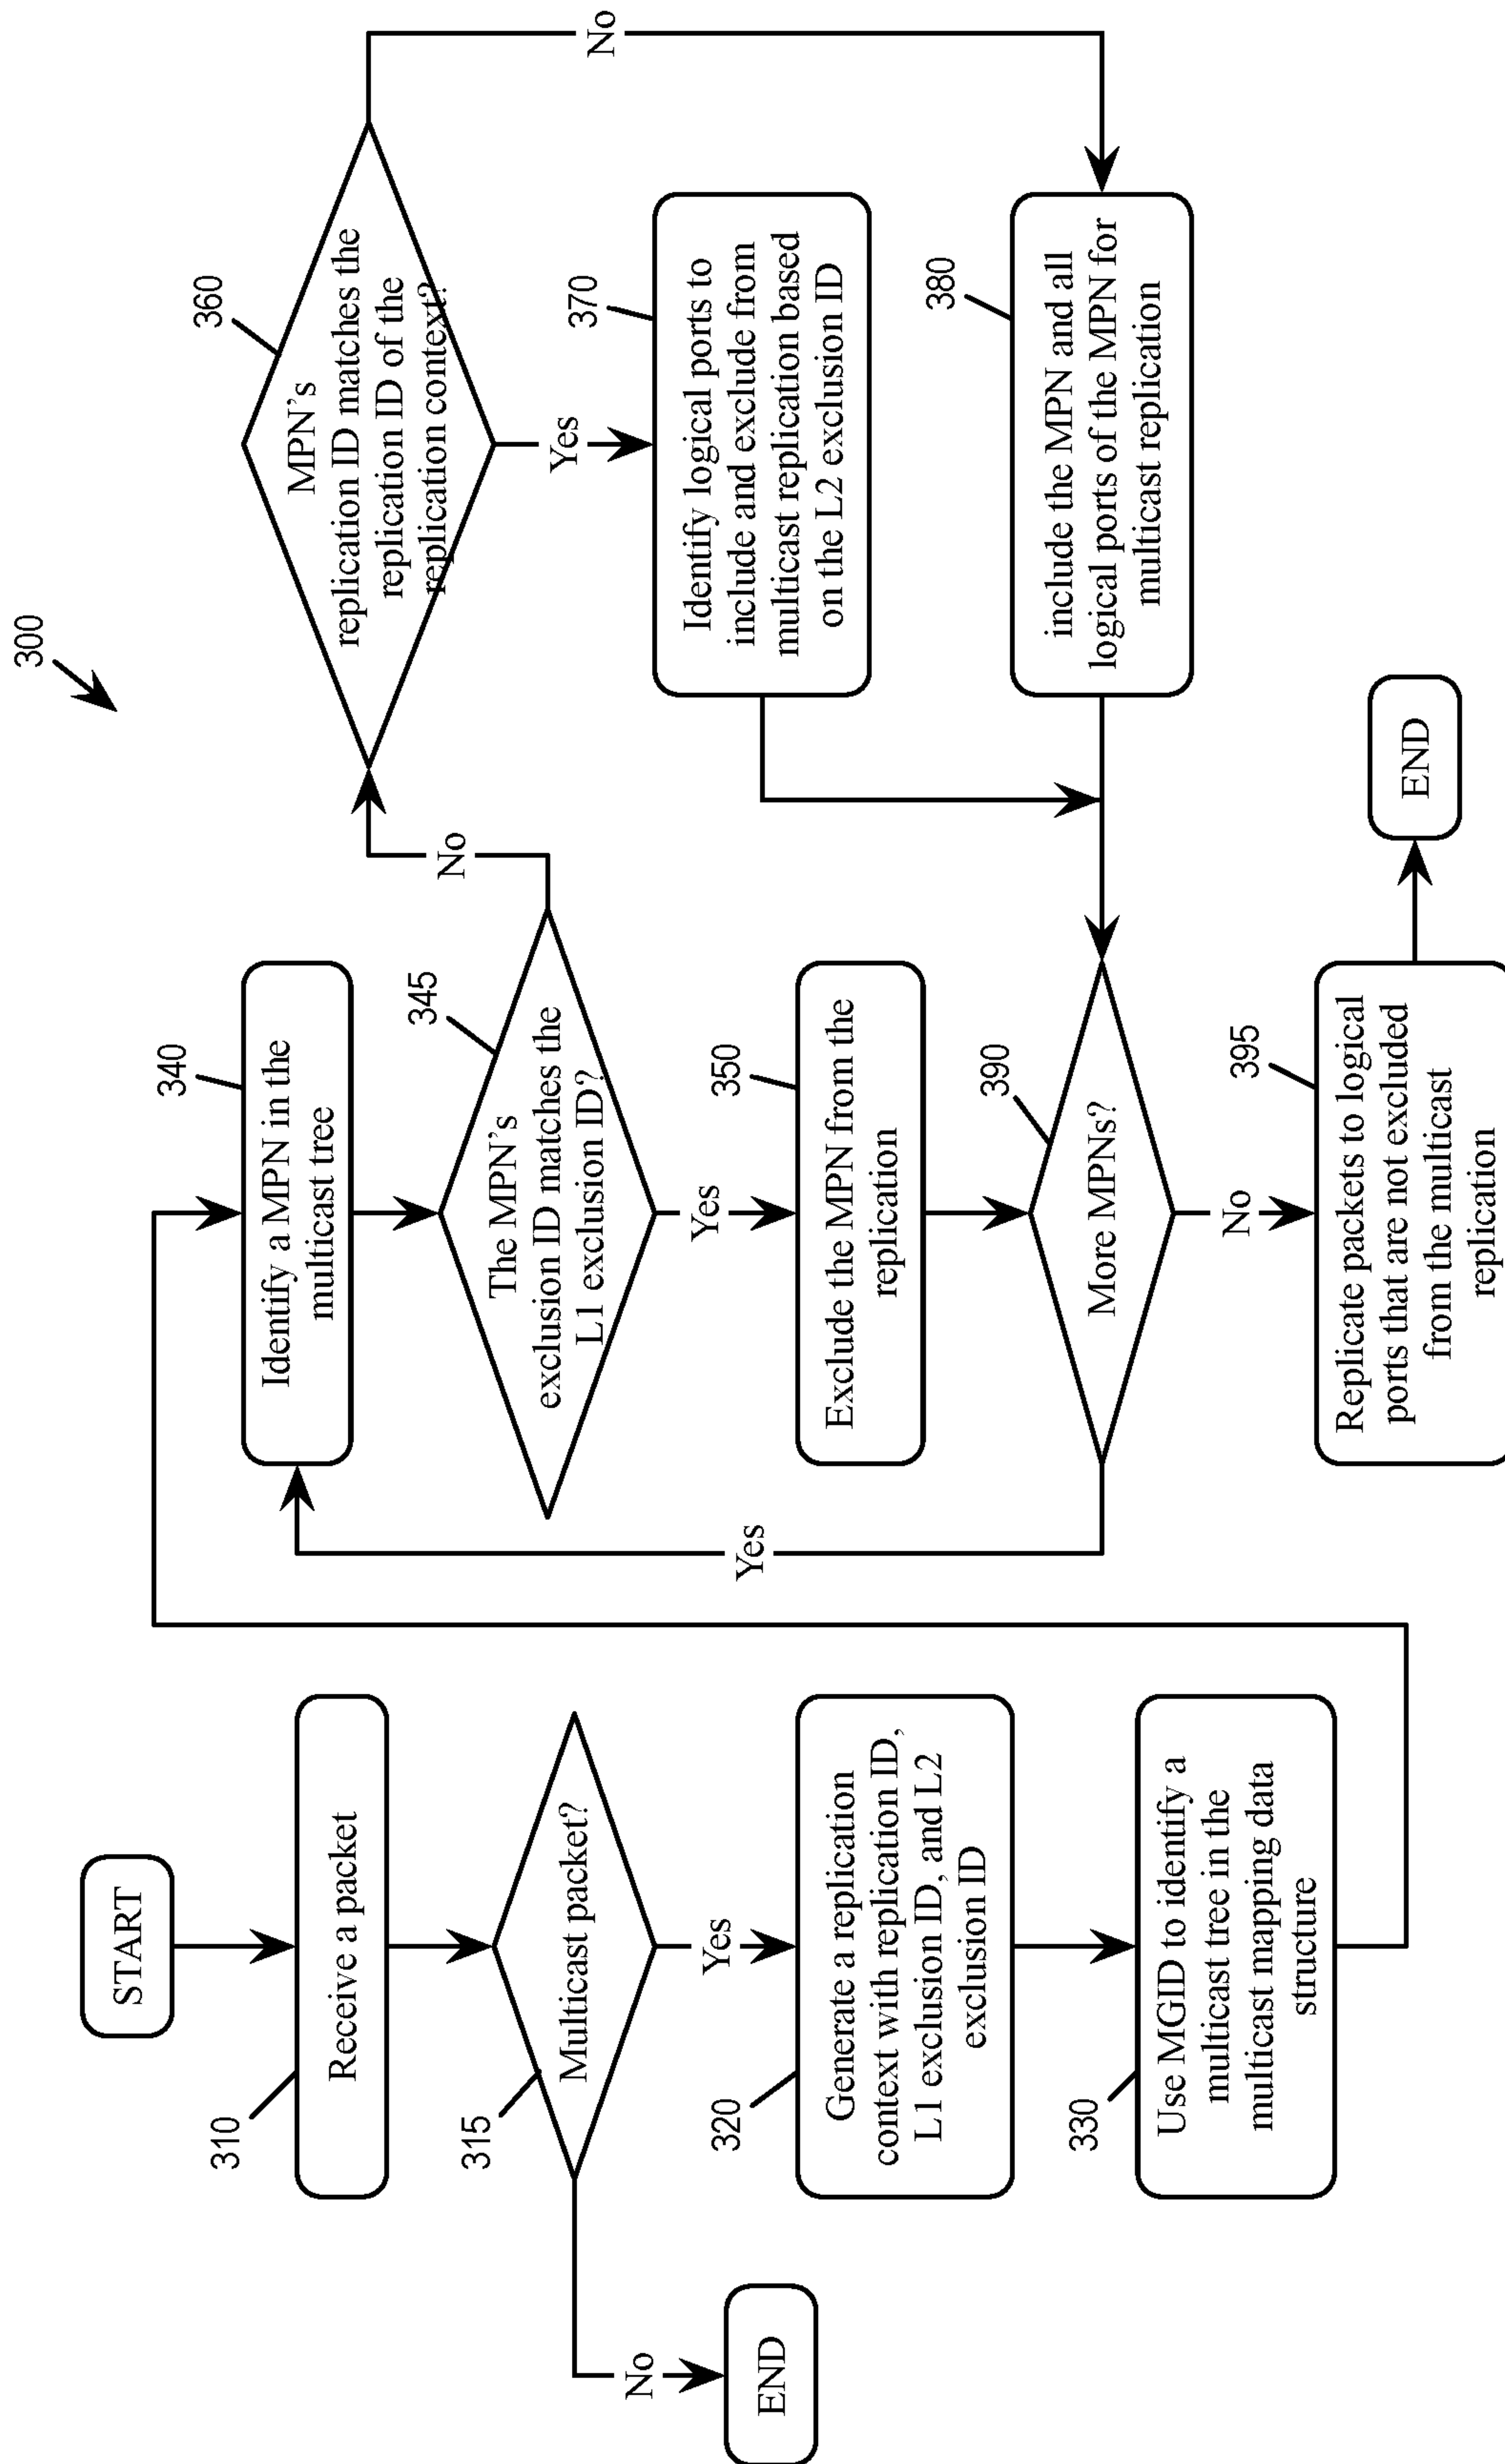 300
START
310
Receive a packet
315
Multicast packet?
No
END
Yes
320
Generate a replication
context with replication ID,
L1 exclusion ID, and L2
exclusion ID
330
Use MGID to identify a
multicast tree in the
multicast mapping data
structure
340
Identify a MPN in the
multicast tree
345
The MPN's
exclusion ID matches the
L1 exclusion ID?
No
Yes
350
Exclude the MPN from the
replication
390
More MPNs?
Yes
No
395
Replicate packets to logical
ports that are not excluded
from the multicast
replication
END
360
MPN's
replication ID matches the
replication ID of the
replication context?
No
Yes
370
Identify logical ports to
include and exclude from
multicast replication based
on the L2 exclusion ID
380
include the MPN and all
logical ports of the MPN for
multicast replication